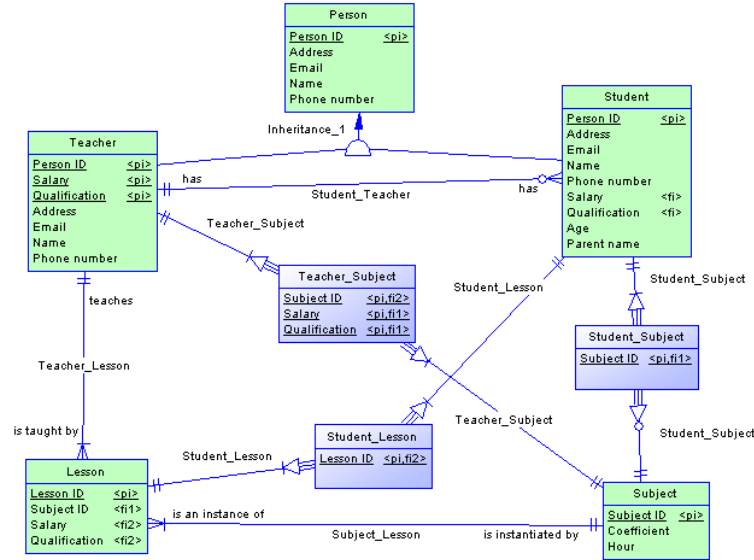 Person
Person ID <pi>
Address
Email
Name
Phone number
Inheritance_1
Student
Person ID <pi>
Address
Email
Name
Phone number
Salary <fi>
Qualification <fi>
Age
Parent name
Teacher
Person ID <pi>
Salary <pi>
Qualification <pi>
Address
Email
Name
Phone number
has
Student_Teacher
has
Teacher_Subject
teaches
Teacher_Subject
Subject ID <pi,fi2>
Salary <pi,fi1>
Qualification <pi,fi1>
Student_Lesson
Student_Subject
Student_Subject
Subject ID <pi,fi1>
Teacher_Lesson
Teacher_Subject
Student_Subject
is taught by
Student_Lesson
Student_Lesson
Lesson ID <pi,fi2>
Lesson
Lesson ID <pi>
Subject ID <fi1>
Salary <fi2>
Qualification <fi2>
is an instance of
Subject_Lesson
is instantiated by
Subject
Subject ID <pi>
Coefficient
Hour